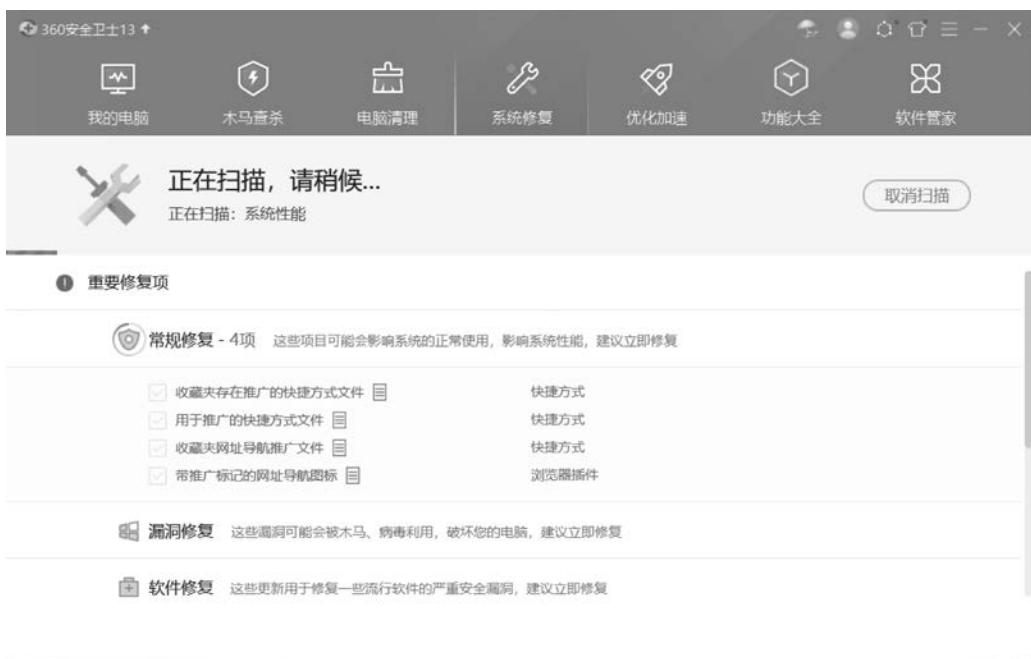 360安全卫士13
我的电脑 木马查杀 电脑清理 系统修复 优化加速 功能大全 软件管家
正在扫描，请稍候...
取消扫描
正在扫描：系统性能
重要修复项
常规修复 - 4项 这些项目可能会影响系统的正常使用，影响系统性能，建议立即修复
收藏夹存在推广的快捷方式文件 快捷方式
用于推广的快捷方式文件 快捷方式
收藏夹网址导航推广文件 快捷方式
带推广标记的网址导航图标 浏览器插件
漏洞修复 这些漏洞可能会被木马、病毒利用，破坏您的电脑，建议立即修复
软件修复 这些更新用于修复一些流行软件的严重安全漏洞，建议立即修复